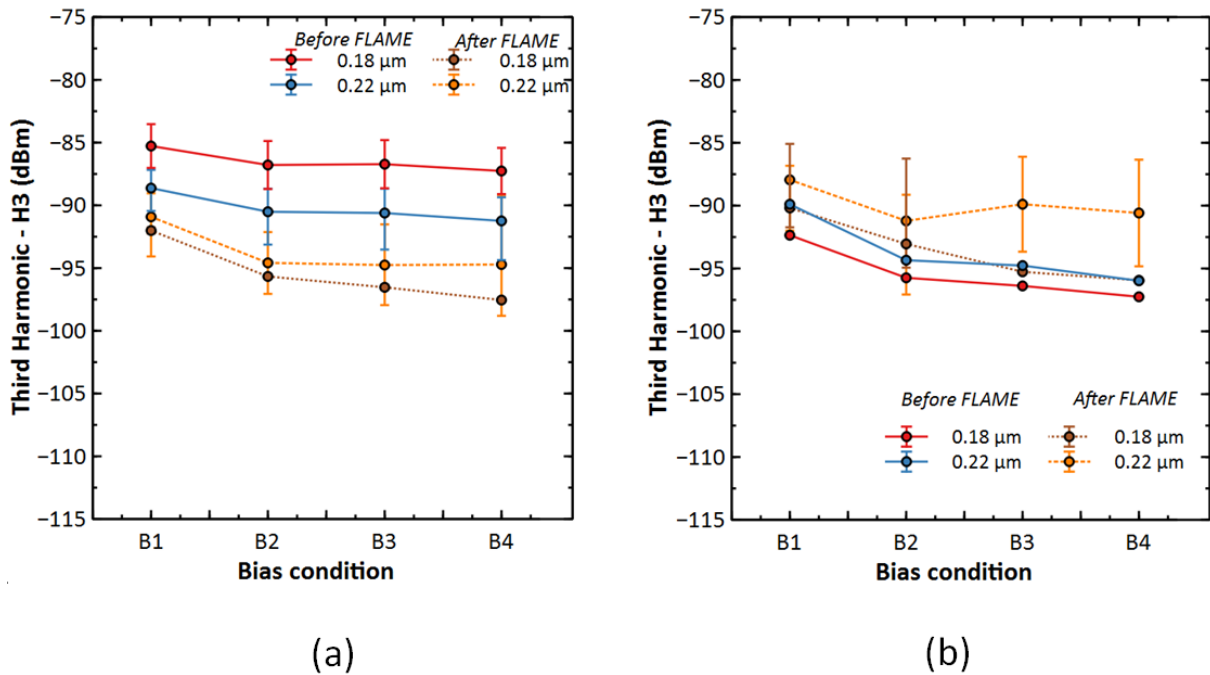 −75
−80
−85
−90
−95
−100
−105
−110
−115
Third Harmonic - H3 (dBm)
Before FLAME After FLAME
0.18 µm 0.18 µm
0.22 µm 0.22 µm
B1 B2 B3 B4
Bias condition
(a)
−75
−80
−85
−90
−95
−100
−105
−110
−115
Third Harmonic - H3 (dBm)
Before FLAME After FLAME
0.18 µm 0.18 µm
0.22 µm 0.22 µm
B1 B2 B3 B4
Bias condition
(b)